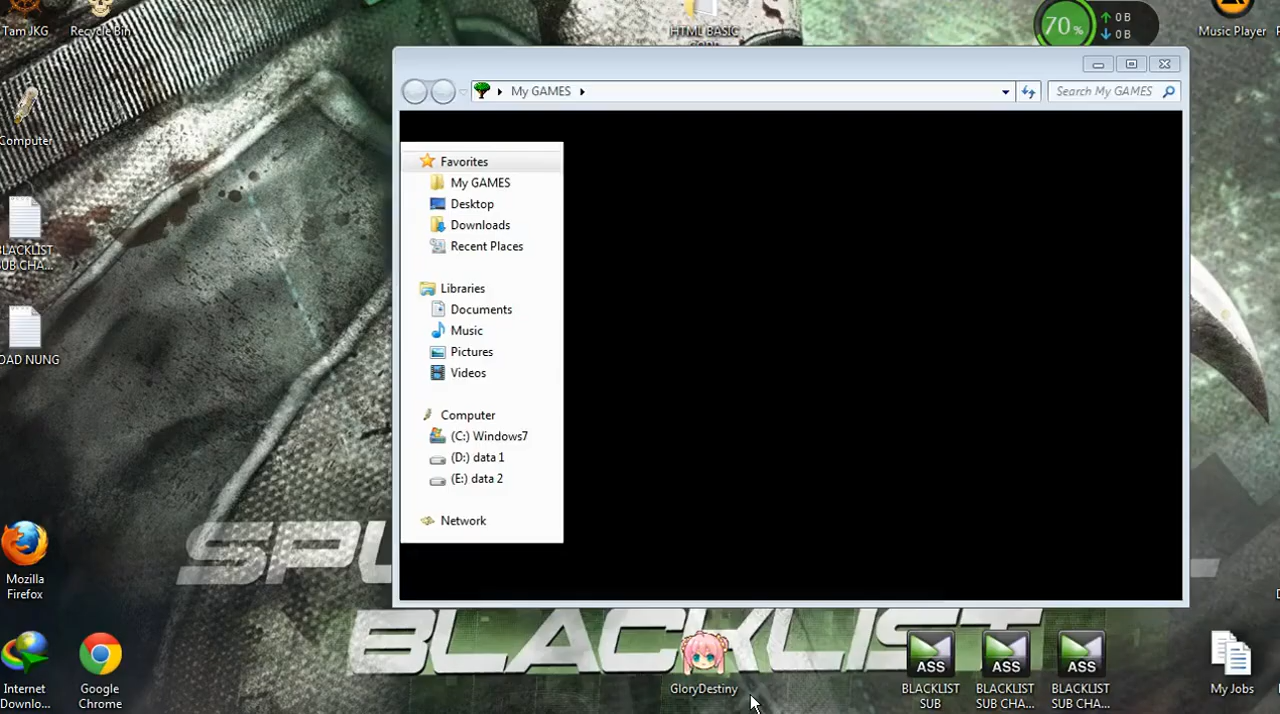 Tam JKG
Recycle Bin
HTML BASIC
70%
0 B
0 B
Music Player
My GAMES
Search My GAMES
Computer
Favorites
My GAMES
Desktop
Downloads
Recent Places
BLACKLIST
SUB CHA...
Libraries
Documents
Music
Pictures
Videos
OAD NUNG
Computer
(C:) Windows7
(D:) data 1
(E:) data 2
Network
BLACKLIST
Mozilla
Firefox
Internet
Downlo...
Google
Chrome
GloryDestiny
ASS
BLACKLIST
SUB
ASS
BLACKLIST
SUB CHA...
ASS
BLACKLIST
SUB CHA...
My Jobs